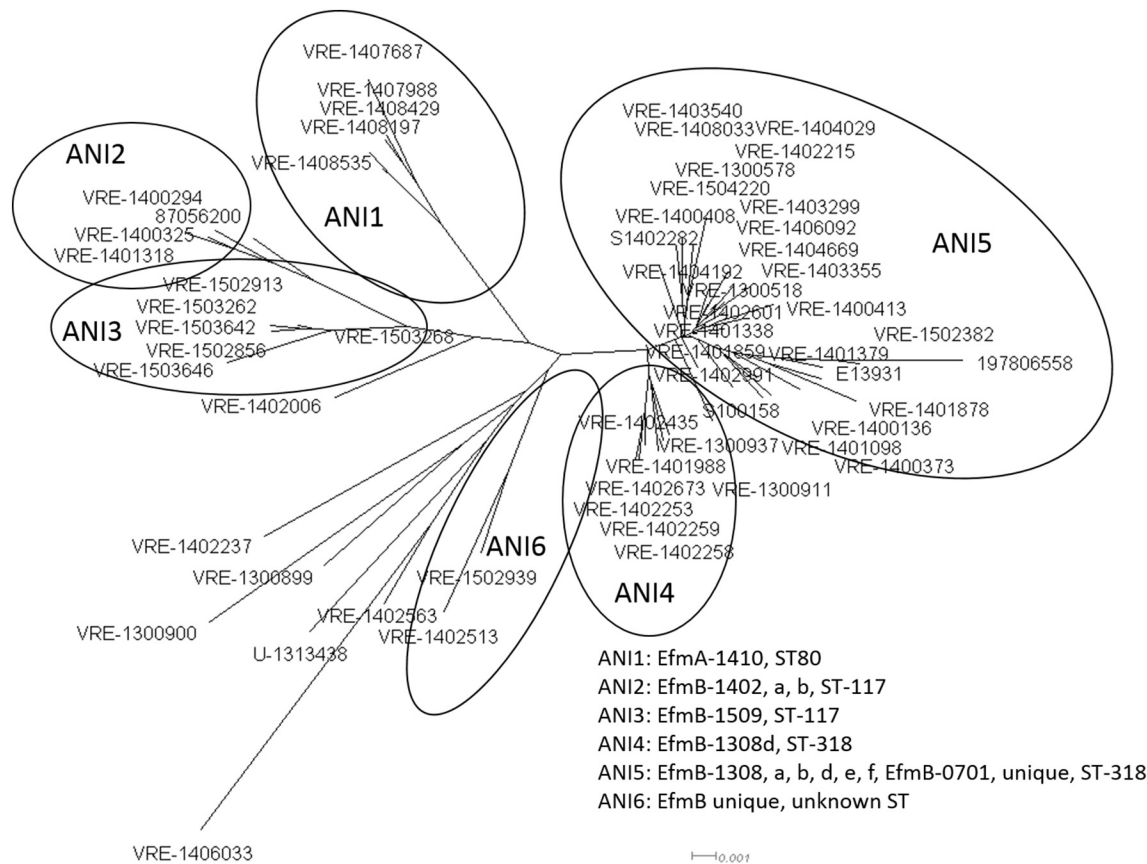 VRE-1407687
VRE-1407988
VRE-1408429
VRE-1408197
VRE-1408535
ANI1
ANI2
VRE-1400294
87056200
VRE-1400325
VRE-1401318
VRE-1502913
VRE-1503262
ANI3
VRE-1503642
VRE-1503268
VRE-1502856
VRE-1503646
VRE-1402006
VRE-1403540
VRE-1408033
VRE-1404029
VRE-1402215
VRE-1300578
VRE-1504220
VRE-1400408
VRE-1403299
VRE-1406092
S1402282
VRE-1404669
ANI5
VRE-1404192
VRE-1403355
VRE-1300518
VRE-1402601
VRE-1400413
VRE-1401338
VRE-1502382
VRE-1401859
VRE-1401379
197806558
VRE-1402991
E13931
S100158
VRE-1401878
VRE-1402435
VRE-1400136
VRE-1300937
VRE-1401098
VRE-1401988
VRE-1400373
VRE-1402673
VRE-1300911
VRE-1402253
VRE-1402259
VRE-1402258
ANI4
VRE-1402237
ANI6
VRE-1300899
VRE-1502939
VRE-1402563
VRE-1300900
VRE-1402513
U-1313438
VRE-1406033
ANI1: EfmA-1410, ST80
ANI2: EfmB-1402, a, b, ST-117
ANI3: EfmB-1509, ST-117
ANI4: EfmB-1308d, ST-318
ANI5: EfmB-1308, a, b, d, e, f, EfmB-0701, unique, ST-318
ANI6: EfmB unique, unknown ST
0.001